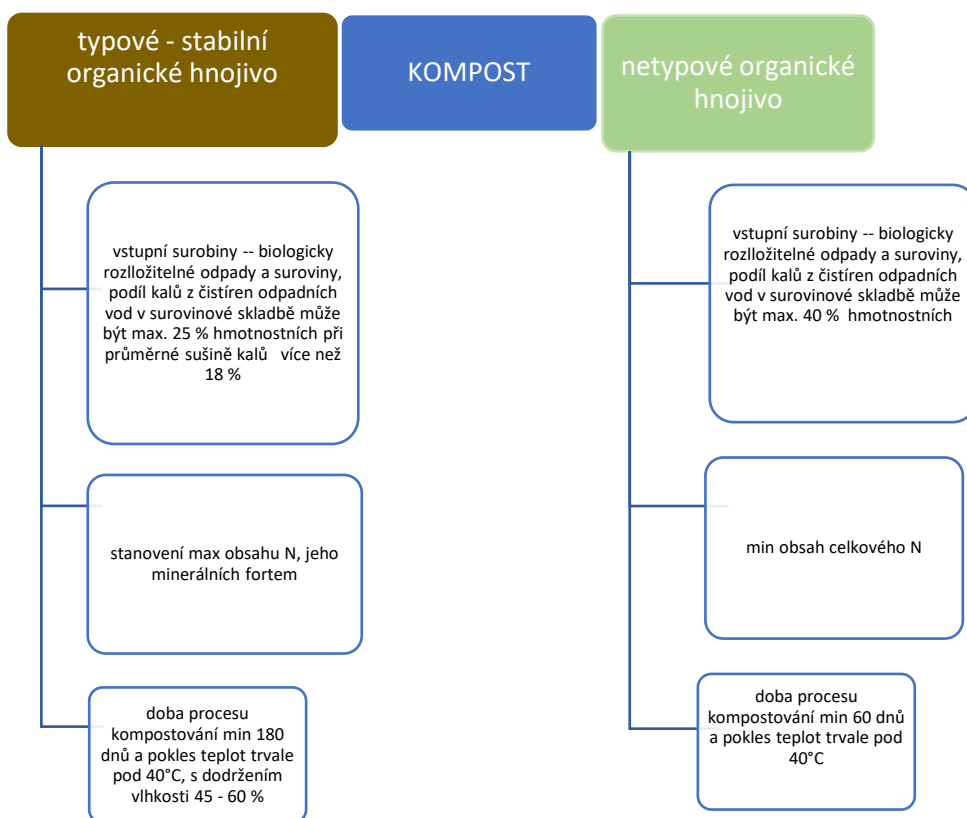 typové - stabilní
organické hnojivo
KOMPOST
netypové organické
hnojivo
vstupní surobiny -- biologicky
rozlložitelné odpady a suroviny,
podíl kalů z čistíren odpadních
vod v surovinové skladbě může
být max. 25 % hmotnostních při
průměrné sušině kalů   více než
18 %
stanovení max obsahu N, jeho
minerálních fortem
doba procesu
kompostování min 180
dnů a pokles teplot trvale
pod 40°C, s dodržením
vlhkosti 45 - 60 %
vstupní surobiny -- biologicky
rozlložitelné odpady a suroviny,
podíl kalů z čistíren odpadních
vod v surovinové skladbě může
být max. 40 %  hmotnostních
min obsah celkového N
doba procesu
kompostování min 60 dnů
a pokles teplot trvale pod
40°C